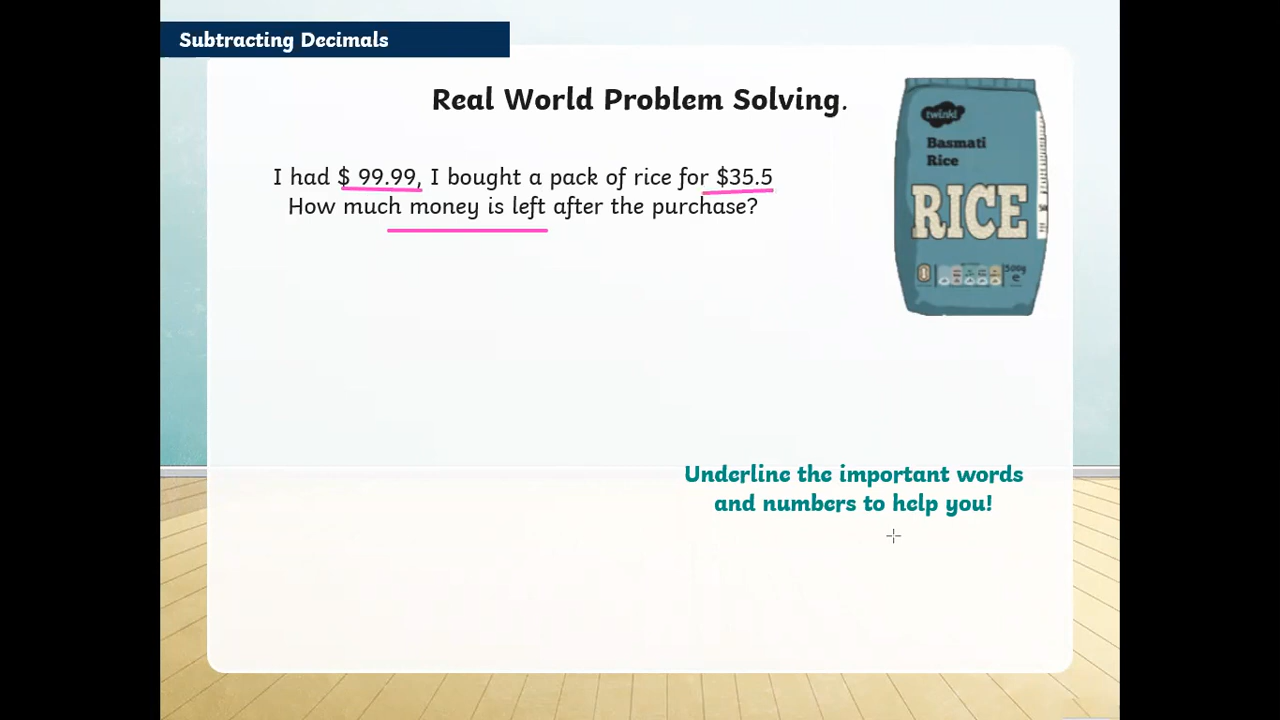 Subtracting Decimals
Real World Problem Solving.
I had $ 99.99, I bought a pack of rice for $35.5
How much money is left after the purchase?
twinkl
Basmati
Rice
RICE
500g
e
Underline the important words
and numbers to help you!